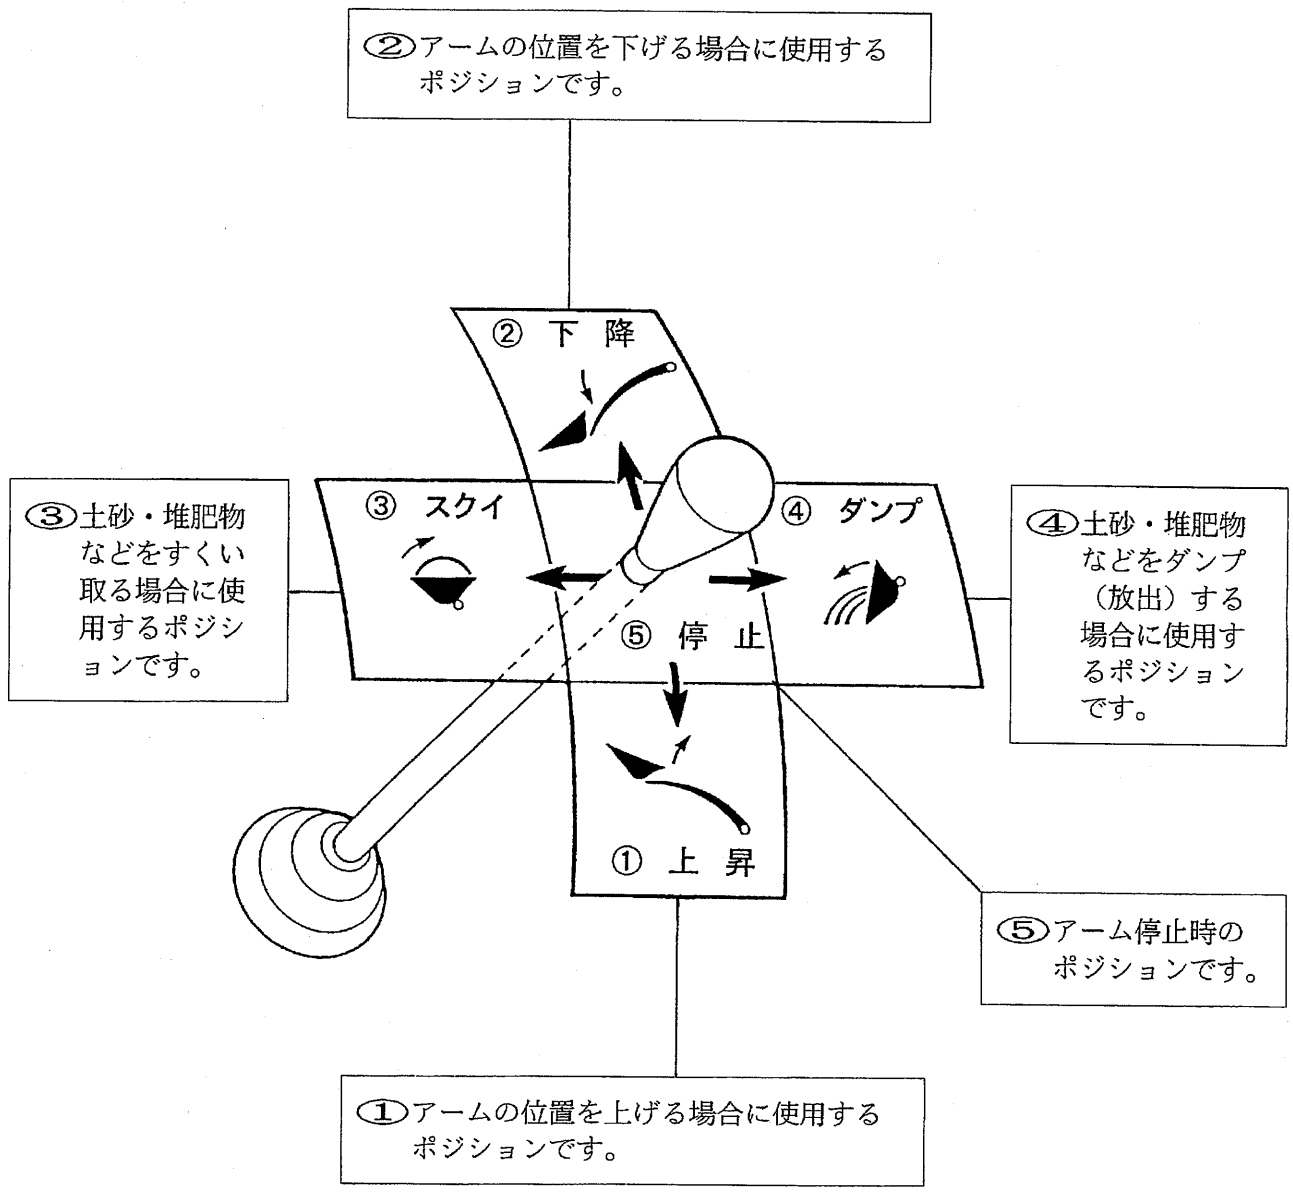 ②アームの位置を下げる場合に使用する
ポジションです。
② 下 降
③土砂・堆肥物
などをすくい
取る場合に使
用するポジシ
ョンです。
③ スクイ
④ ダンプ
④土砂・堆肥物
などをダンプ
（放出）する
場合に使用す
るポジション
です。
⑤ 停 止
① 上 昇
⑤アーム停止時の
ポジションです。
①アームの位置を上げる場合に使用する
ポジションです。